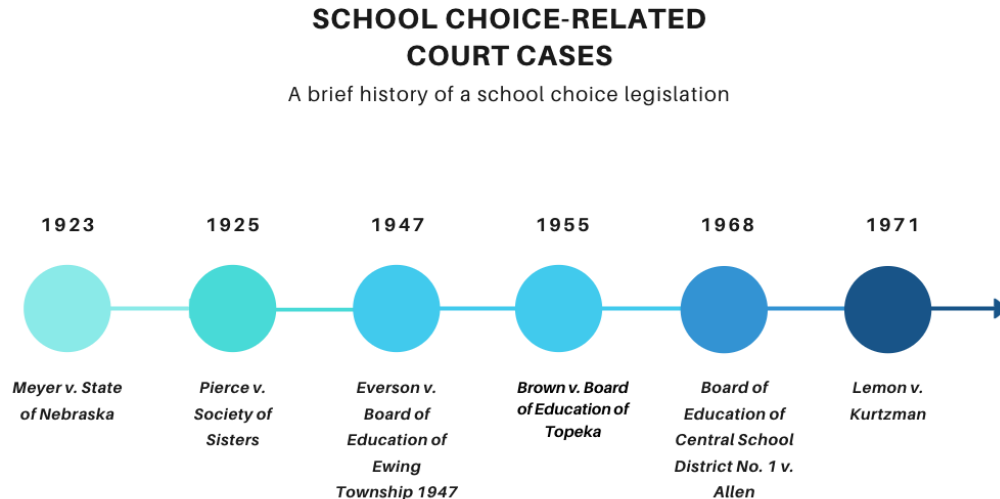 SCHOOL CHOICE-RELATED
COURT CASES
A brief history of a school choice legislation
1923
1925
1947
1955
1968
1971
Meyer v. State
of Nebraska
Pierce v.
Society of
Sisters
Everson v.
Board of
Education of
Ewing
Township 1947
Brown v. Board
of Education of
Topeka
Board of
Education of
Central School
District No. 1 v.
Allen
Lemon v.
Kurtzman